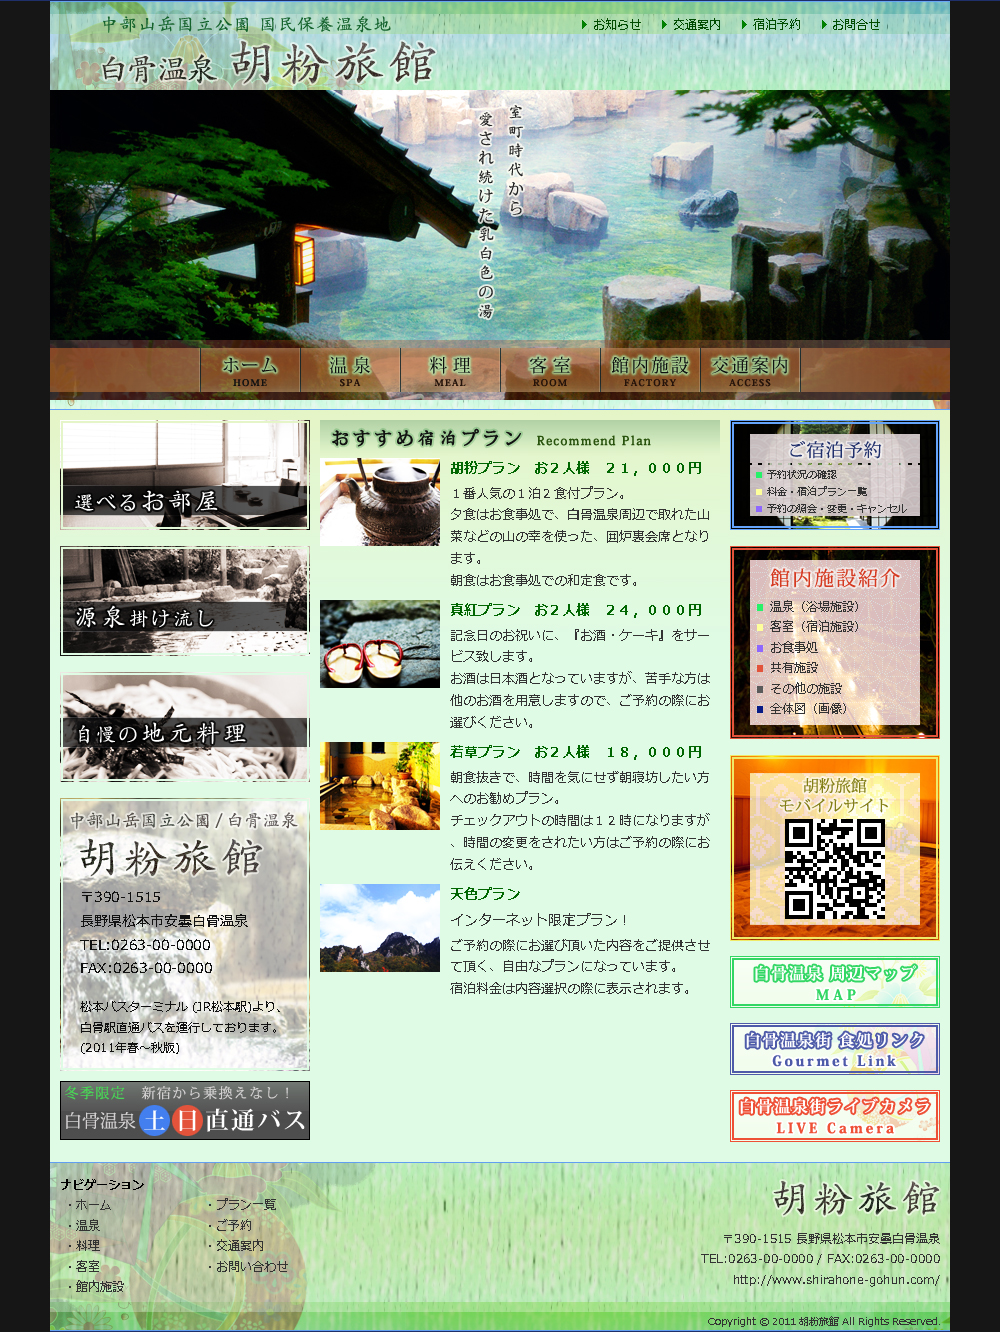 中部山岳国立公園 国民保養温泉地
お知らせ 交通案内 宿泊予約 お問合せ
白骨温泉 胡粉旅館
室町時代から
愛され続けた乳白色の湯
ホーム 温泉 料理 客室 館内施設 交通案内
HOME SPA MEAL ROOM FACTORY ACCESS
選べるお部屋
源泉掛け流し
自慢の地元料理
中部山岳国立公園/白骨温泉
胡粉旅館
〒390-1515
長野県松本市安曇白骨温泉
TEL:0263-00-0000
FAX:0263-00-0000
松本バスターミナル (JR松本駅)より、
白骨駅直通バスを運行しております。
(2011年春～秋版)
冬季限定 新宿から乗換えなし！
白骨温泉土日直通バス
おすすめ宿泊プラン Recommend Plan
胡粉プラン　お２人様　２１，０００円
１番人気の１泊２食付プラン。
夕食はお食事処で、白骨温泉周辺で取れた山
菜などの山の幸を使った、囲炉裏会席となり
ます。
朝食はお食事処での和定食です。
真紅プラン　お２人様　２４，０００円
記念日のお祝いに、『お酒・ケーキ』をサー
ビス致します。
お酒は日本酒となっていますが、苦手な方は
他のお酒を用意しますので、ご予約の際にお
選びください。
若草プラン　お２人様　１８，０００円
朝食抜きで、時間を気にせず朝寝坊したい方
へのお勧めプラン。
チェックアウトの時間は１２時になりますが
、時間の変更をされたい方はご予約の際にお
伝えください。
天色プラン
インターネット限定プラン！
ご予約の際にお選び頂いた内容をご提供させ
て頂く、自由なプランになっています。
宿泊料金は内容選択の際に表示されます。
ご宿泊予約
予約状況の確認
料金・宿泊プラン一覧
予約の照会・変更・キャンセル
館内施設紹介
温泉（浴場施設）
客室（宿泊施設）
お食事処
共有施設
その他の施設
全体図（画像）
胡粉旅館
モバイルサイト
白骨温泉 周辺マップ
MAP
白骨温泉街 食処リンク
Gourmet Link
白骨温泉街ライブカメラ
LIVE Camera
ナビゲーション
・ホーム
・温泉
・料理
・客室
・館内施設
・プラン一覧
・ご予約
・交通案内
・お問い合わせ
胡粉旅館
〒390-1515 長野県松本市安曇白骨温泉
TEL:0263-00-0000 / FAX:0263-00-0000
http://www.shirahone-gohun.com/
Copyright © 2011 胡粉旅館 All Rights Reserved.